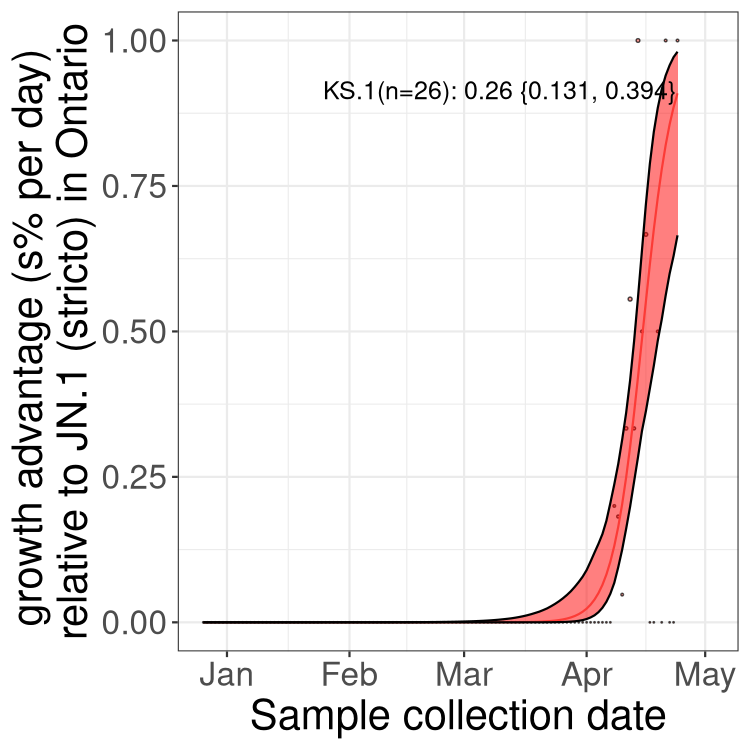 growth advantage (s% per day)
relative to JN.1 (stricto) in Ontario
1.00
0.75
0.50
0.25
0.00
KS.1(n=26): 0.26 {0.131, 0.394}
Jan Feb Mar Apr May
Sample collection date